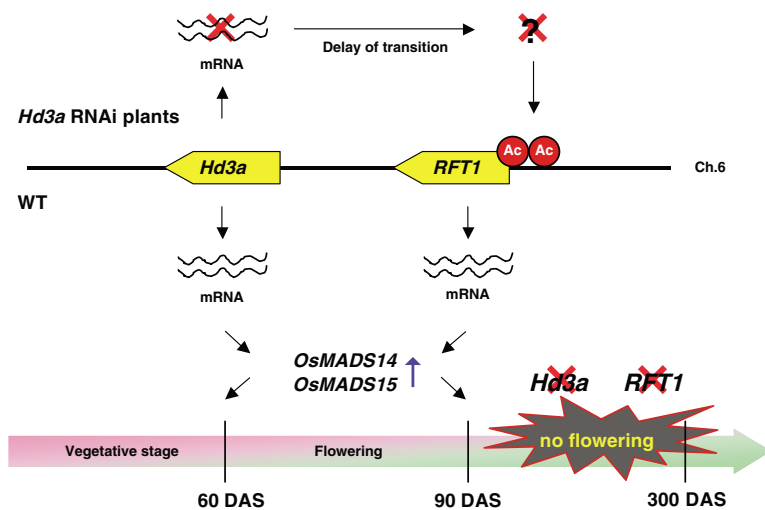 mRNA
Delay of transition
?
Hd3a RNAi plants
Hd3a
RFT1
Ac
Ac
Ch.6
WT
mRNA
mRNA
OsMADS14
OsMADS15
Hd3a
RFT1
no flowering
Vegetative stage
Flowering
60 DAS
90 DAS
300 DAS